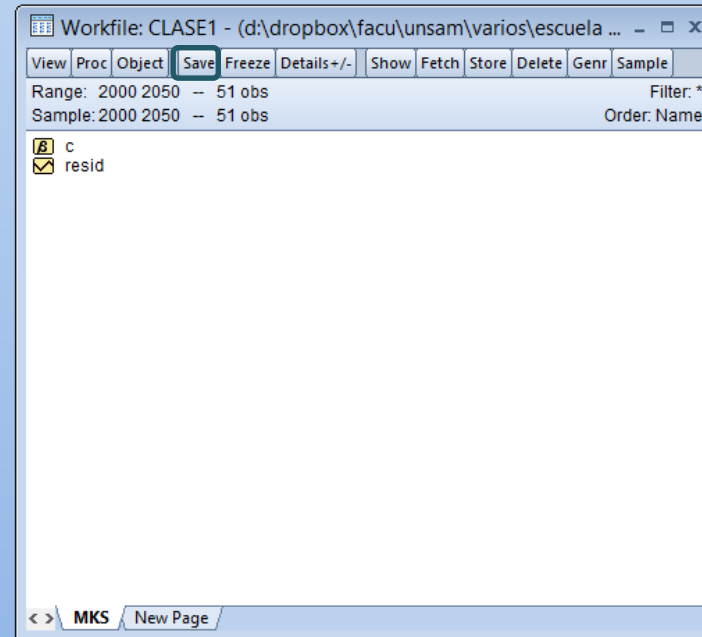 Workfile: CLASE1 - (d:\dropbox\facu\unsam\varios\escuela ...
View Proc Object Save Freeze Details+/- Show Fetch Store Delete Genr Sample
Range: 2000 2050 -- 51 obs Filter: *
Sample: 2000 2050 -- 51 obs Order: Name
β c
resid
< > MKS New Page